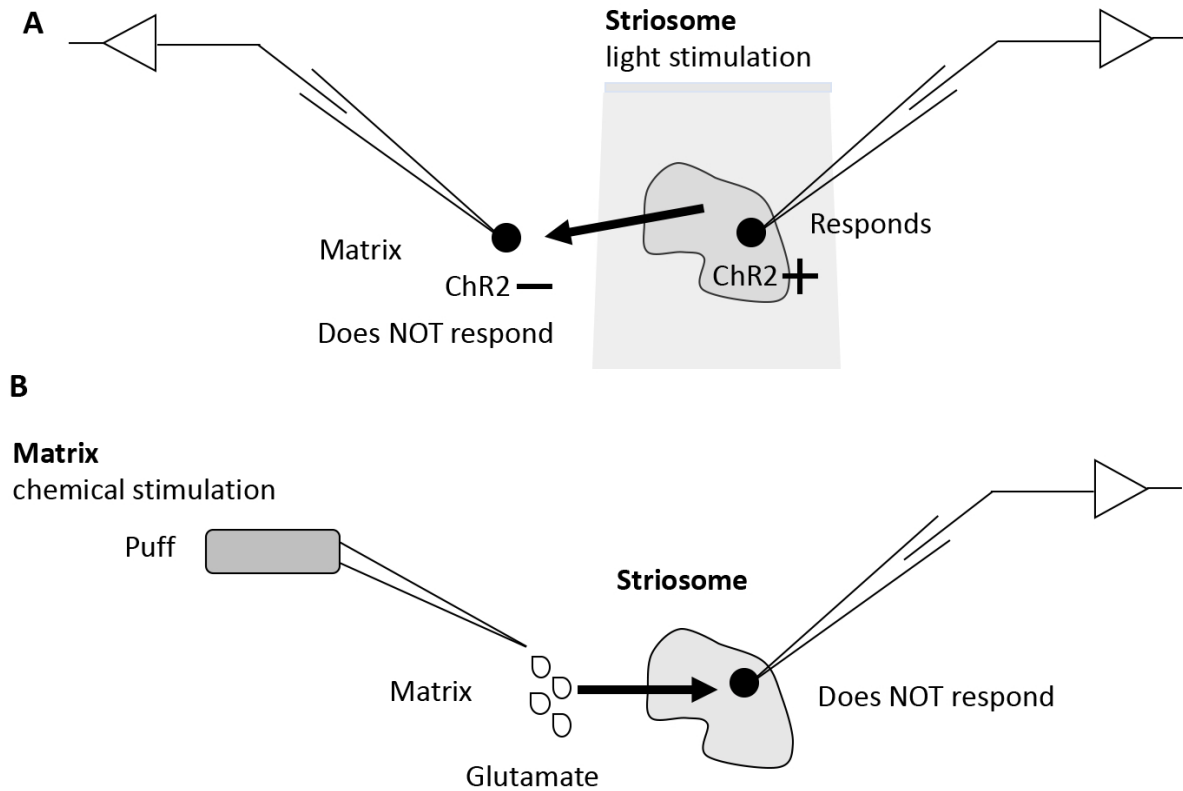 A
Striosome
light stimulation
Responds
Matrix
ChR2 +
ChR2 —
Does NOT respond
B
Matrix
chemical stimulation
Puff
Striosome
Matrix
Does NOT respond
Glutamate